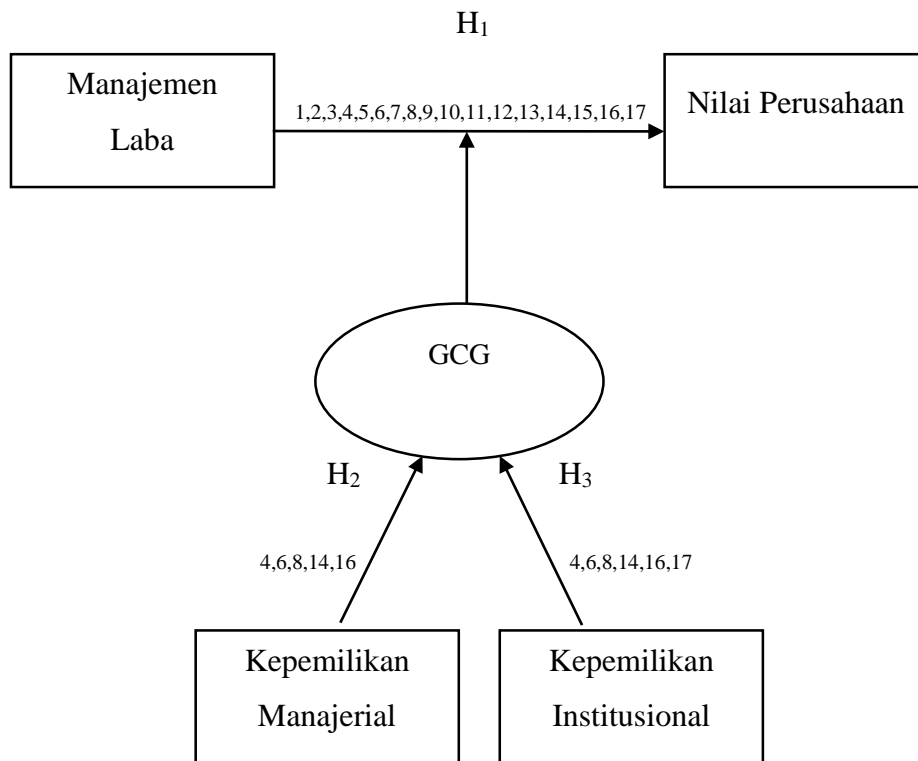 H1
Manajemen
Laba
1,2,3,4,5,6,7,8,9,10,11,12,13,14,15,16,17
Nilai Perusahaan
GCG
H2
H3
4,6,8,14,16
4,6,8,14,16,17
Kepemilikan
Manajerial
Kepemilikan
Institusional